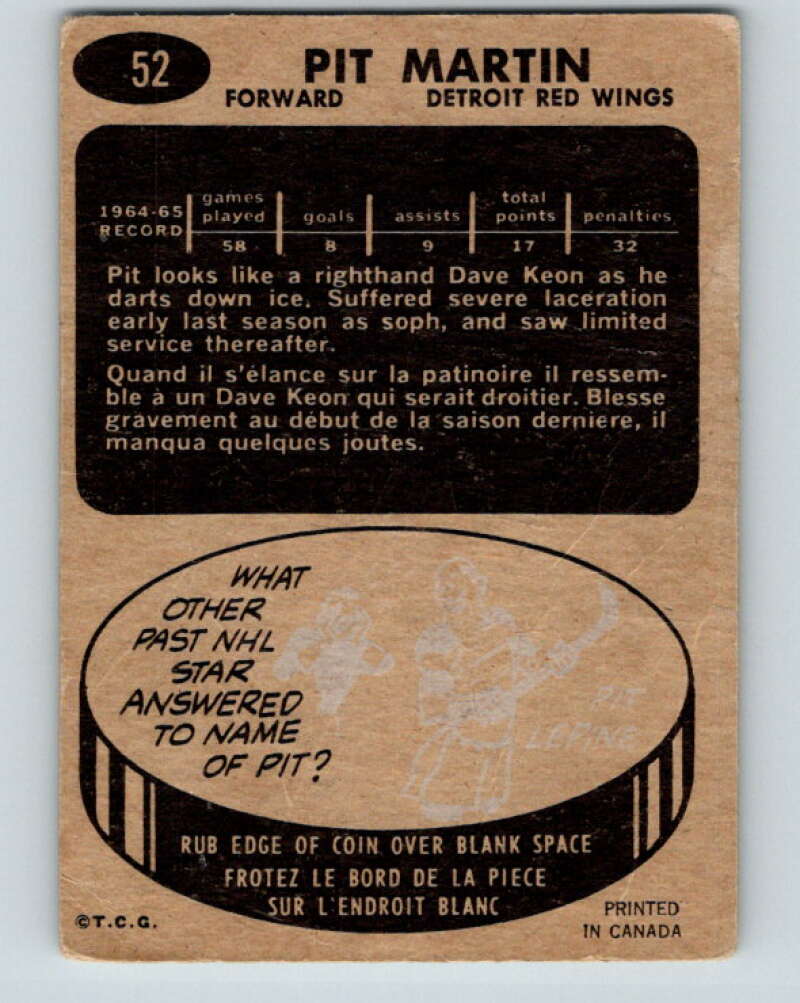 52
PIT MARTIN
FORWARD DETROIT RED WINGS
1964-65 RECORD games played goals assists total points penalties
58 8 9 17 32
Pit looks like a righthand Dave Keon as he
darts down ice. Suffered severe laceration
early last season as soph, and saw limited
service thereafter.
Quand il s'élance sur la patinoire il ressem-
ble à un Dave Keon qui serait droitier. Blesse
gravement au début de la saison derniere, il
manqua quelques joutes.
WHAT
OTHER
PAST NHL
STAR
ANSWERED
TO NAME
OF PIT?
PIT
LEPINE
RUB EDGE OF COIN OVER BLANK SPACE
FROTEZ LE BORD DE LA PIECE
SUR L'ENDROIT BLANC
©T.C.G.
PRINTED
IN CANADA